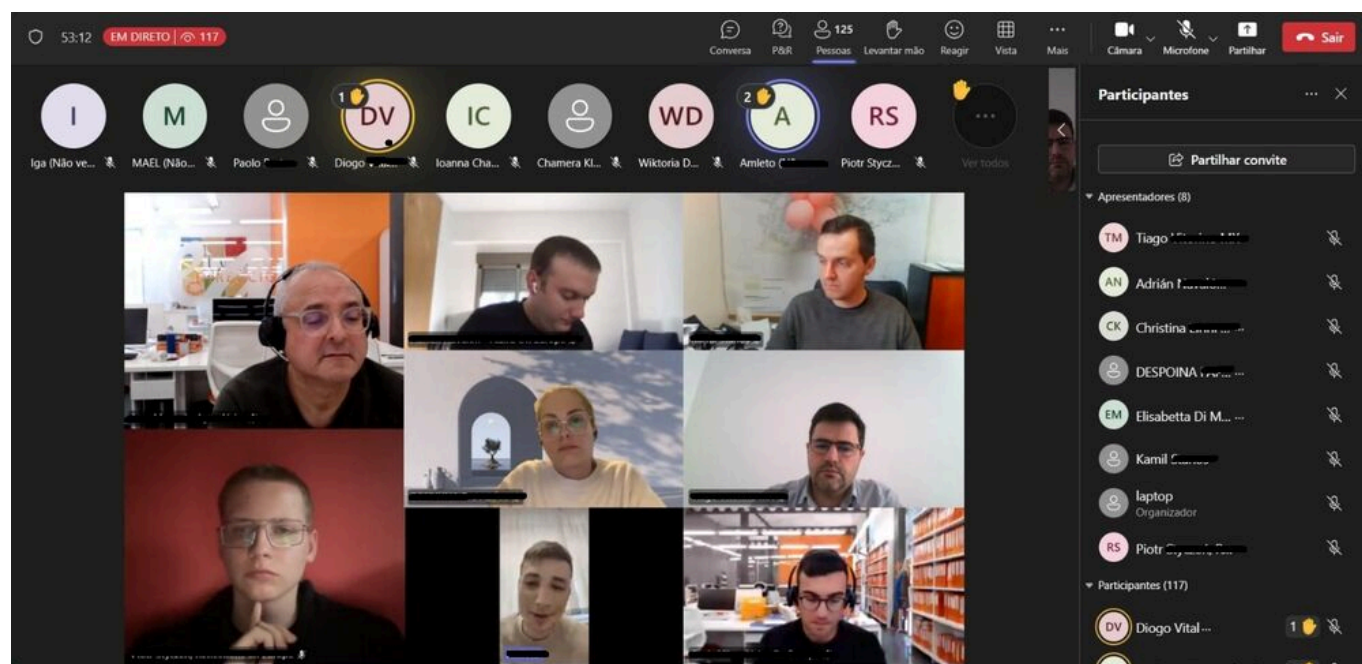 53:12 EM DIRETO | 117
Conversa P&R 125 Pessoas Levantar mão Reagir Vista Mais Câmara Microfone Partilhar Sair
I M 1 DV IC WD 2 A RS ...
Iga (Não ve... MAEL (Não... Paolo Diogo Ioanna Cha... Chamera Kl... Wiktoria D... Amleto Piotr Stycz... Ver todos
Participantes
Partilhar convite
Apresentadores (8)
TM Tiago
AN Adrián
CK Christina
DESPOINA
EM Elisabetta Di M... ...
Kamil
laptop
Organizador
RS Piotr
Participantes (117)
DV Diogo Vital ... 1